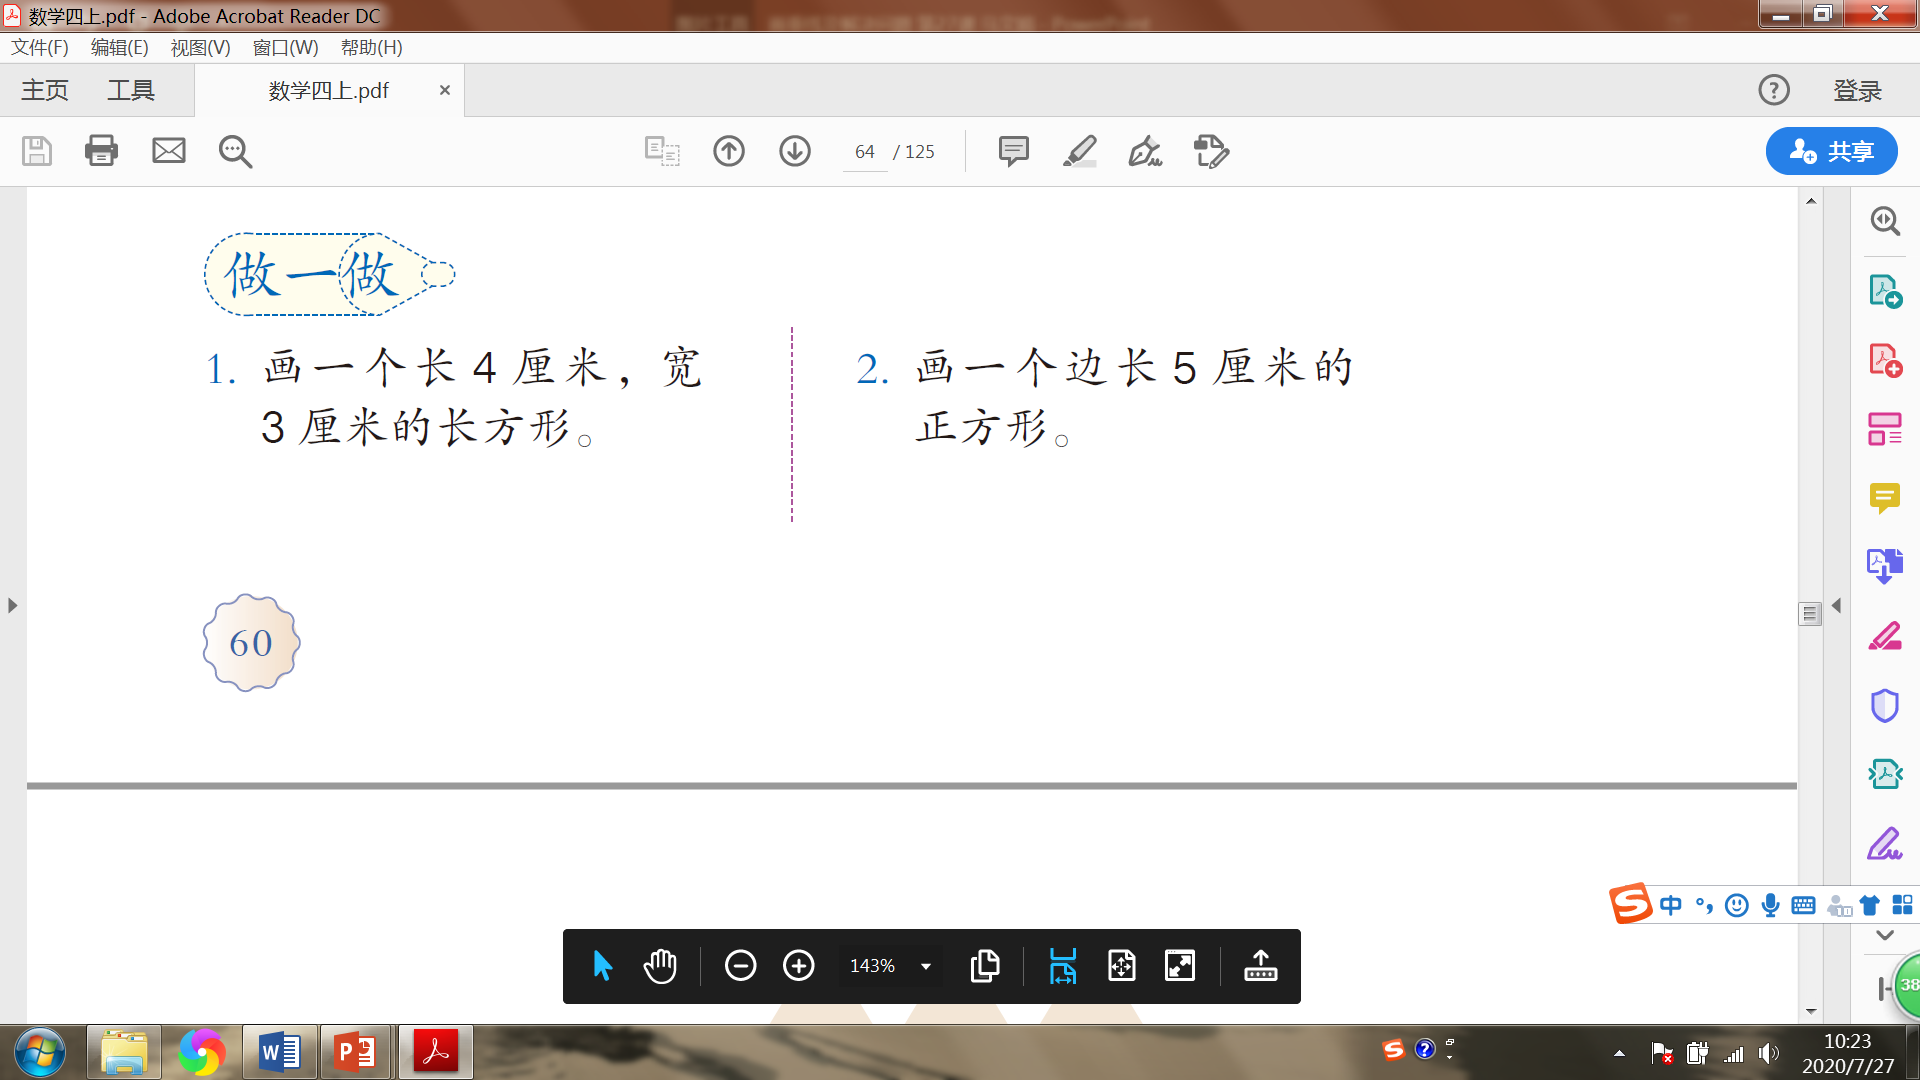 数学四上.pdf - Adobe Acrobat Reader DC
文件(F) 编辑(E) 视图(V) 窗口(W) 帮助(H)
主页 工具 数学四上.pdf × 登录
64 / 125 共享
做一做
1. 画一个长 4 厘米，宽
3 厘米的长方形。
2. 画一个边长 5 厘米的
正方形。
60
中
143%
38
10:23
2020/7/27